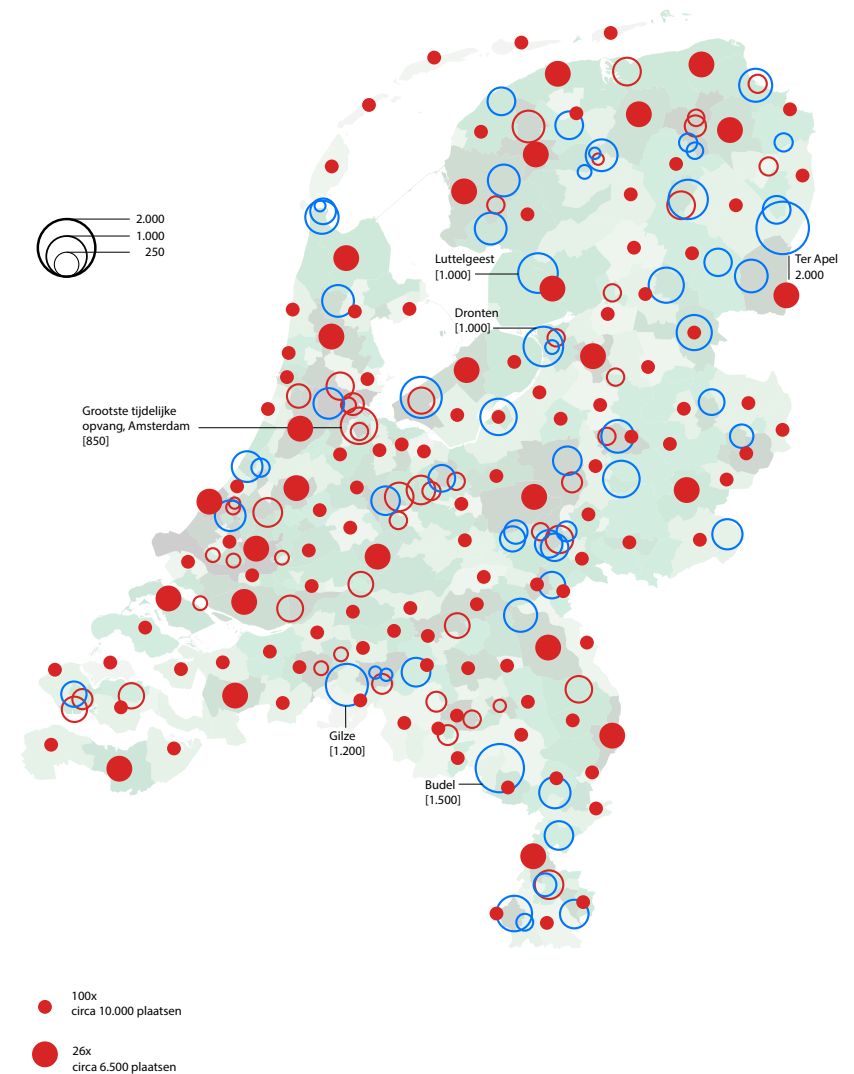 2.000
1.000
250
Luttelgeest
[1.000]
Ter Apel
2.000
Dronten
[1.000]
Grootste tijdelijke
opvang, Amsterdam
[850]
Gilze
[1.200]
Budel
[1.500]
100x
circa 10.000 plaatsen
26x
circa 6.500 plaatsen